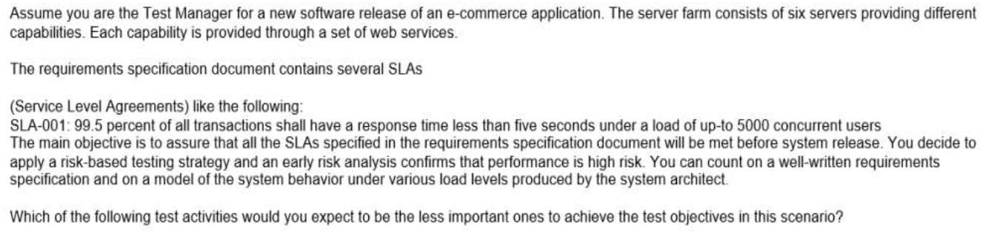 Assume you are the Test Manager for a new software release of an e-commerce application. The server farm consists of six servers providing different
capabilities. Each capability is provided through a set of web services.
The requirements specification document contains several SLAs
(Service Level Agreements) like the following:
SLA-001: 99.5 percent of all transactions shall have a response time less than five seconds under a load of up-to 5000 concurrent users
The main objective is to assure that all the SLAs specified in the requirements specification document will be met before system release. You decide to
apply a risk-based testing strategy and an early risk analysis confirms that performance is high risk. You can count on a well-written requirements
specification and on a model of the system behavior under various load levels produced by the system architect.
Which of the following test activities would you expect to be the less important ones to achieve the test objectives in this scenario?